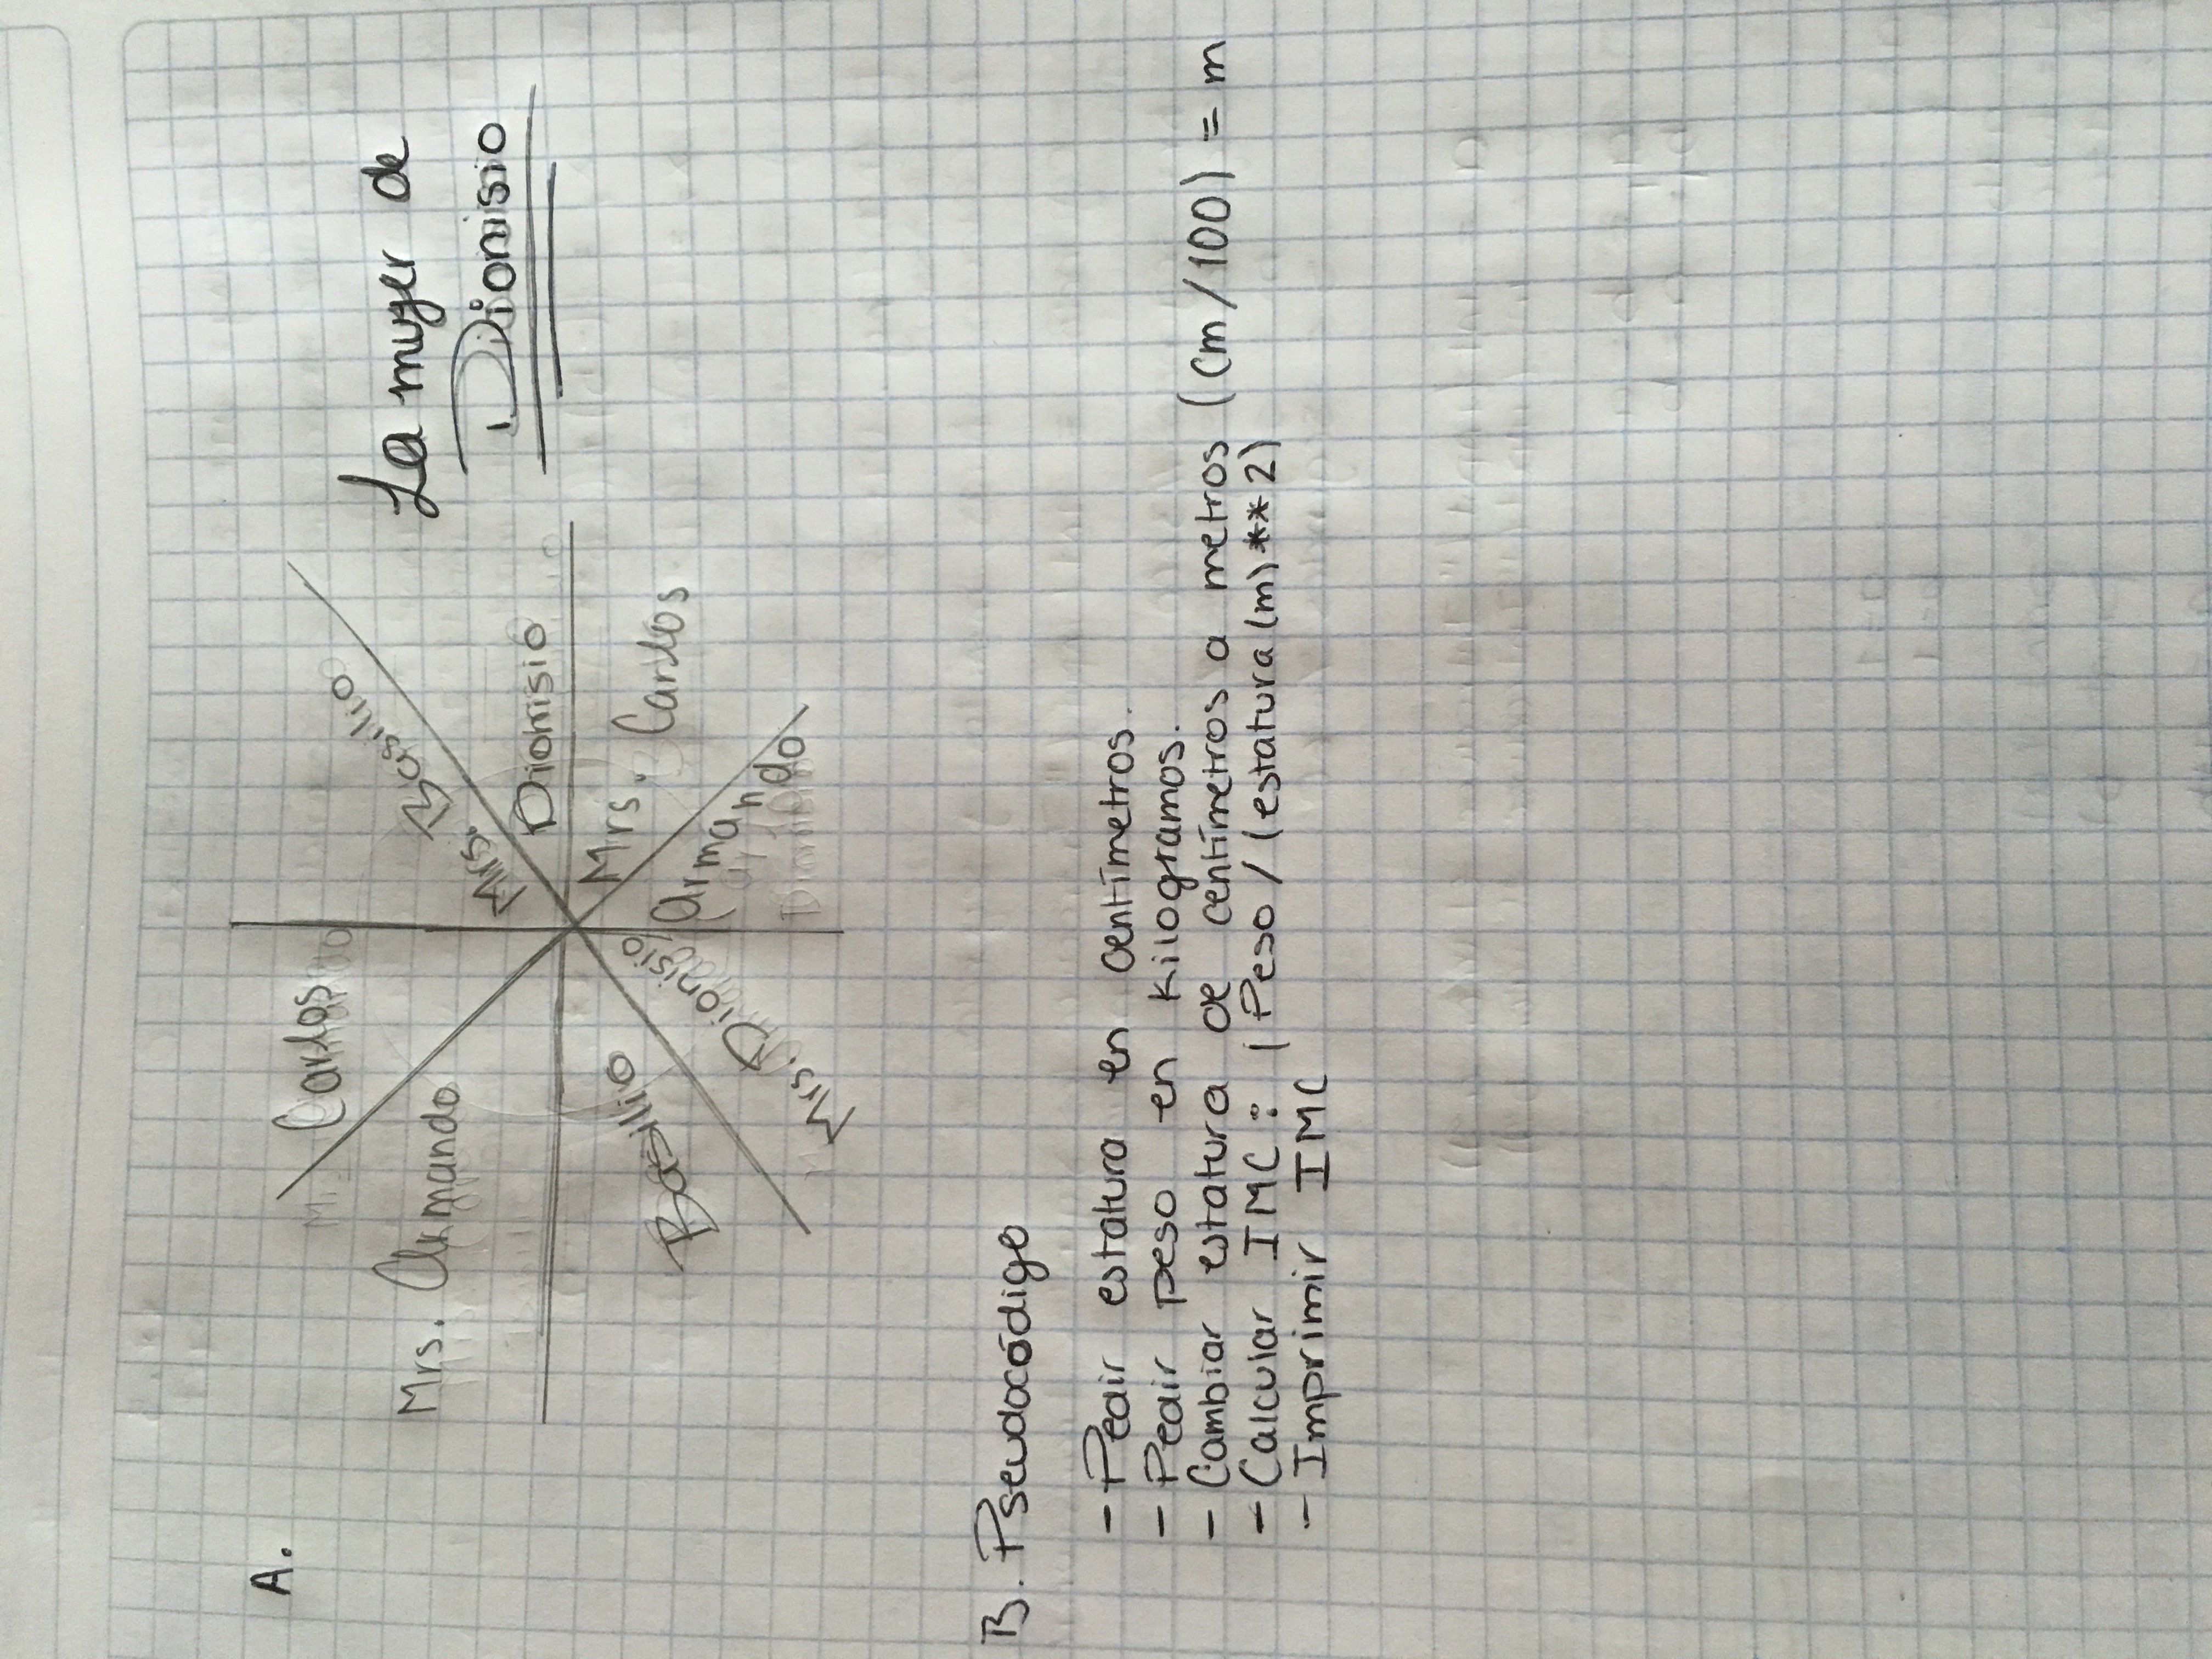 A.
Carlos
Mrs. Basilio
Mrs. Armando
Dionisio
La mujer de
Dionisio
Basilio
Mrs. Carlos
Mrs. Dionisio
Armando
B. Pseudocódigo
- Pedir estatura en centímetros.
- Pedir peso en kilogramos.
- Cambiar estatura de centímetros a metros (cm/100) = m
- Calcular IMC: (Peso/(estatura(m)**2)
- Imprimir IMC